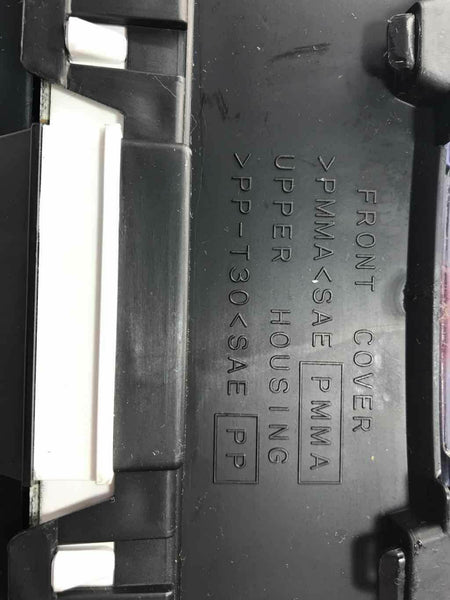 FRONT COVER
>PMMA<SAE PMMA
UPPER HOUSING
>PP-T30<SAE PP